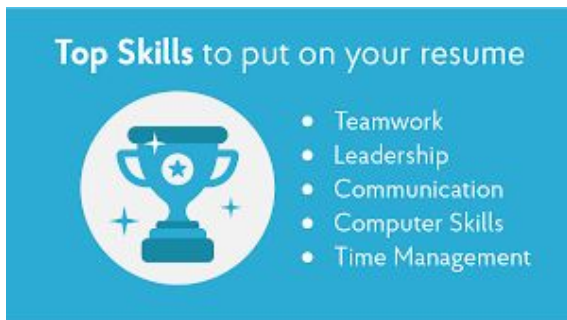 Top Skills to put on your resume
Teamwork
Leadership
Communication
Computer Skills
Time Management